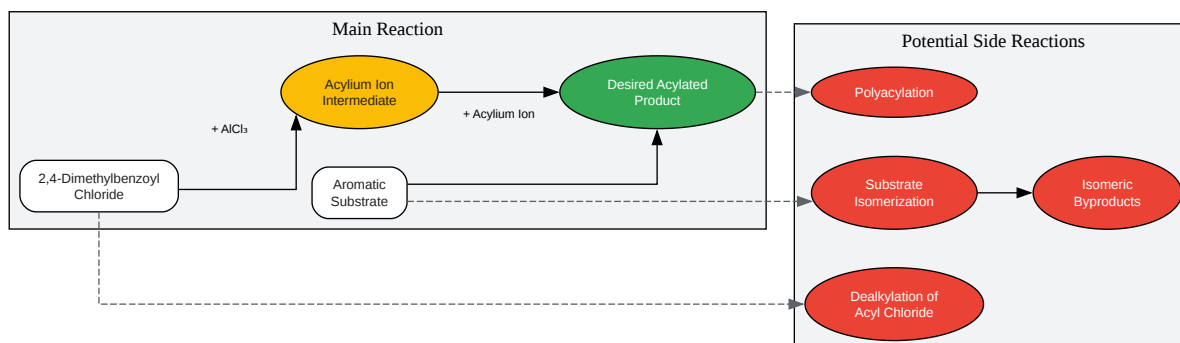 Main Reaction
Potential Side Reactions
Acylium Ion
Intermediate
Desired Acylated
Product
Polyacylation
+ Acylium Ion
+ AlCl₃
2,4-Dimethylbenzoyl
Chloride
Aromatic
Substrate
Substrate
Isomerization
Isomeric
Byproducts
Dealkylation of
Acyl Chloride